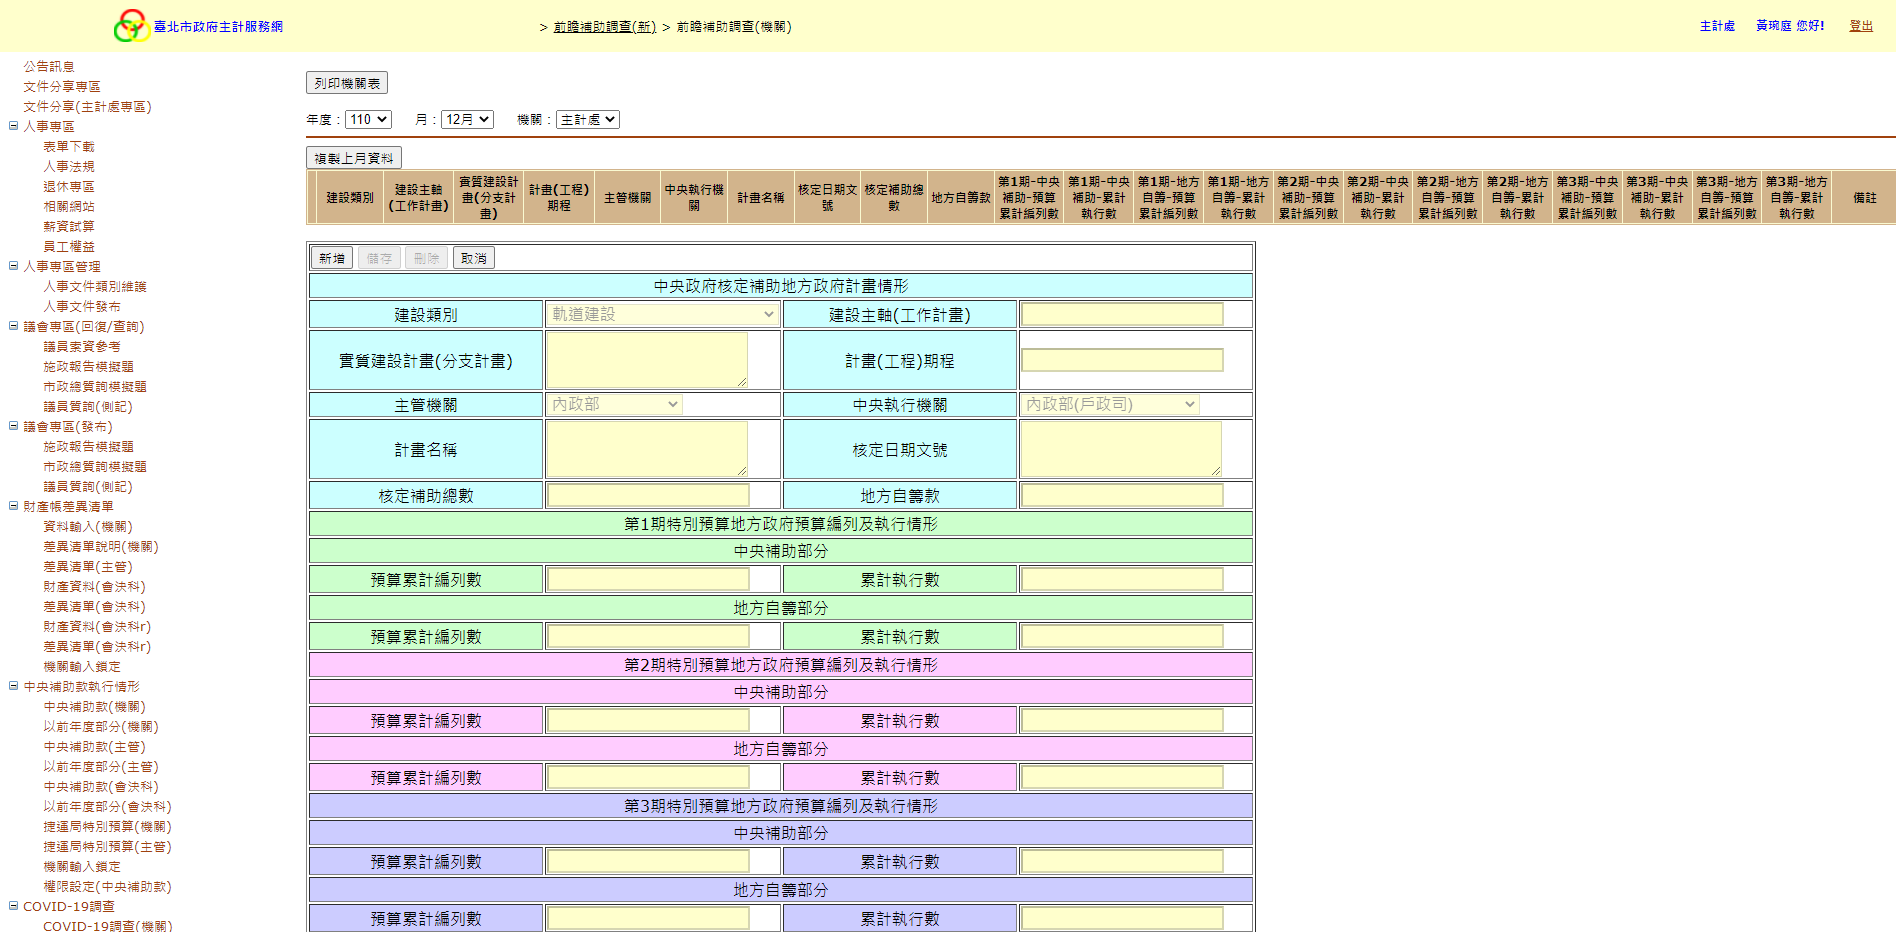 臺北市政府主計服務網
> 前瞻補助調查(新) > 前瞻補助調查(機關)
主計處 黃琬庭 您好! 登出
公告訊息
文件分享專區
文件分享(主計處專區)
人事專區
表單下載
人事法規
退休專區
相關網站
薪資試算
員工權益
人事專區管理
人事文件類別維護
人事文件發布
議會專區(回復/查詢)
議員索資參考
施政報告模擬題
市政總質詢模擬題
議員質詢(側記)
議會專區(發布)
施政報告模擬題
市政總質詢模擬題
議員質詢(側記)
財產帳差異清單
資料輸入(機關)
差異清單說明(機關)
差異清單(主管)
財產資料(會決科)
差異清單(會決科)
財產資料(會決科r)
差異清單(會決科r)
機關輸入鎖定
中央補助款執行情形
中央補助款(機關)
以前年度部分(機關)
中央補助款(主管)
以前年度部分(主管)
中央補助款(會決科)
以前年度部分(會決科)
捷運局特別預算(機關)
捷運局特別預算(主管)
機關輸入鎖定
權限設定(中央補助款)
COVID-19調查
COVID-19調查(機關)
列印機關表
年度：110 月：12月 機關：主計處
複製上月資料
建設類別
建設主軸
(工作計畫)
實質建設計
畫(分支計
畫)
計畫(工程)
期程
主管機關
中央執行機
關
計畫名稱
核定日期文
號
核定補助總
數
地方自籌款
第1期-中央
補助-預算
累計編列數
第1期-中央
補助-累計
執行數
第1期-地方
自籌-預算
累計編列數
第1期-地方
自籌-累計
執行數
第2期-中央
補助-預算
累計編列數
第2期-中央
補助-累計
執行數
第2期-地方
自籌-預算
累計編列數
第2期-地方
自籌-累計
執行數
第3期-中央
補助-預算
累計編列數
第3期-中央
補助-累計
執行數
第3期-地方
自籌-預算
累計編列數
第3期-地方
自籌-累計
執行數
備註
新增 儲存 刪除 取消
中央政府核定補助地方政府計畫情形
建設類別 軌道建設 建設主軸(工作計畫)
實質建設計畫(分支計畫) 計畫(工程)期程
主管機關 內政部 中央執行機關 內政部(戶政司)
計畫名稱 核定日期文號
核定補助總數 地方自籌款
第1期特別預算地方政府預算編列及執行情形
中央補助部分
預算累計編列數 累計執行數
地方自籌部分
預算累計編列數 累計執行數
第2期特別預算地方政府預算編列及執行情形
中央補助部分
預算累計編列數 累計執行數
地方自籌部分
預算累計編列數 累計執行數
第3期特別預算地方政府預算編列及執行情形
中央補助部分
預算累計編列數 累計執行數
地方自籌部分
預算累計編列數 累計執行數